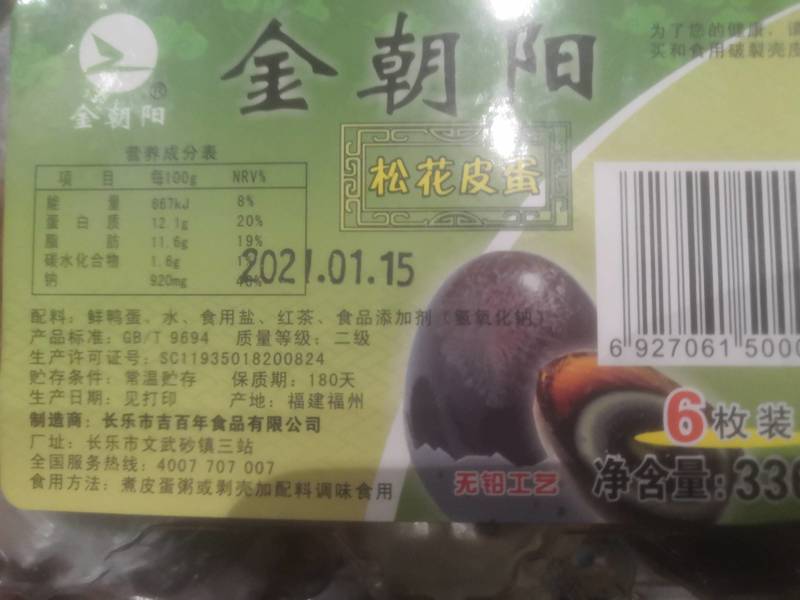 金朝阳
®
金朝阳
为了您的健康,请
买和食用破裂壳皮
松花皮蛋
营养成分表
项 目 每100g NRV%
能 量 867kJ 8%
蛋白质 12.1g 20%
脂 肪 11.6g 19%
碳水化合物 1.6g
钠 920mg
2021.01.15
配料:鲜鸭蛋、水、食用盐、红茶、食品添加剂(氢氧化钠)
产品标准:GB/T 9694 质量等级:二级
生产许可证号:SC11935018200824
贮存条件:常温贮存 保质期:180天
生产日期:见打印 产地:福建福州
制造商:长乐市吉百年食品有限公司
厂址:长乐市文武砂镇三站
全国服务热线:4007 707 007
食用方法:煮皮蛋粥或剥壳加配料调味食用
无铅工艺
6 927061 5000
6枚装
净含量:330